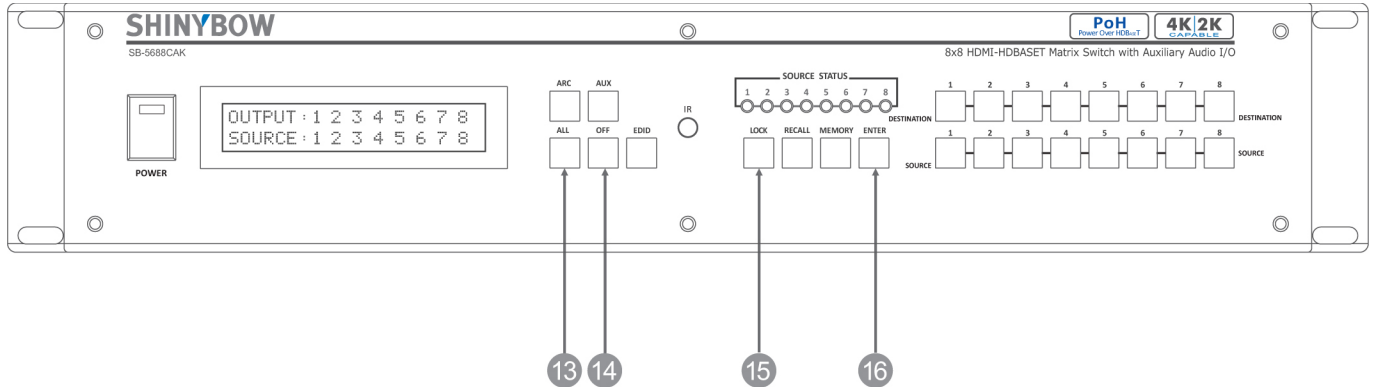 SHINYBOW
SB-5688CAK
PoH
Power Over HDBaseT
4K|2K
CAPABLE
8x8 HDMI-HDBASET Matrix Switch with Auxiliary Audio I/O
POWER
OUTPUT:1 2 3 4 5 6 7 8
SOURCE:1 2 3 4 5 6 7 8
ARC AUX
ALL OFF EDID
IR
SOURCE STATUS
1 2 3 4 5 6 7 8
LOCK RECALL MEMORY ENTER
1 2 3 4 5 6 7 8
DESTINATION DESTINATION
1 2 3 4 5 6 7 8
SOURCE SOURCE
13 14 15 16